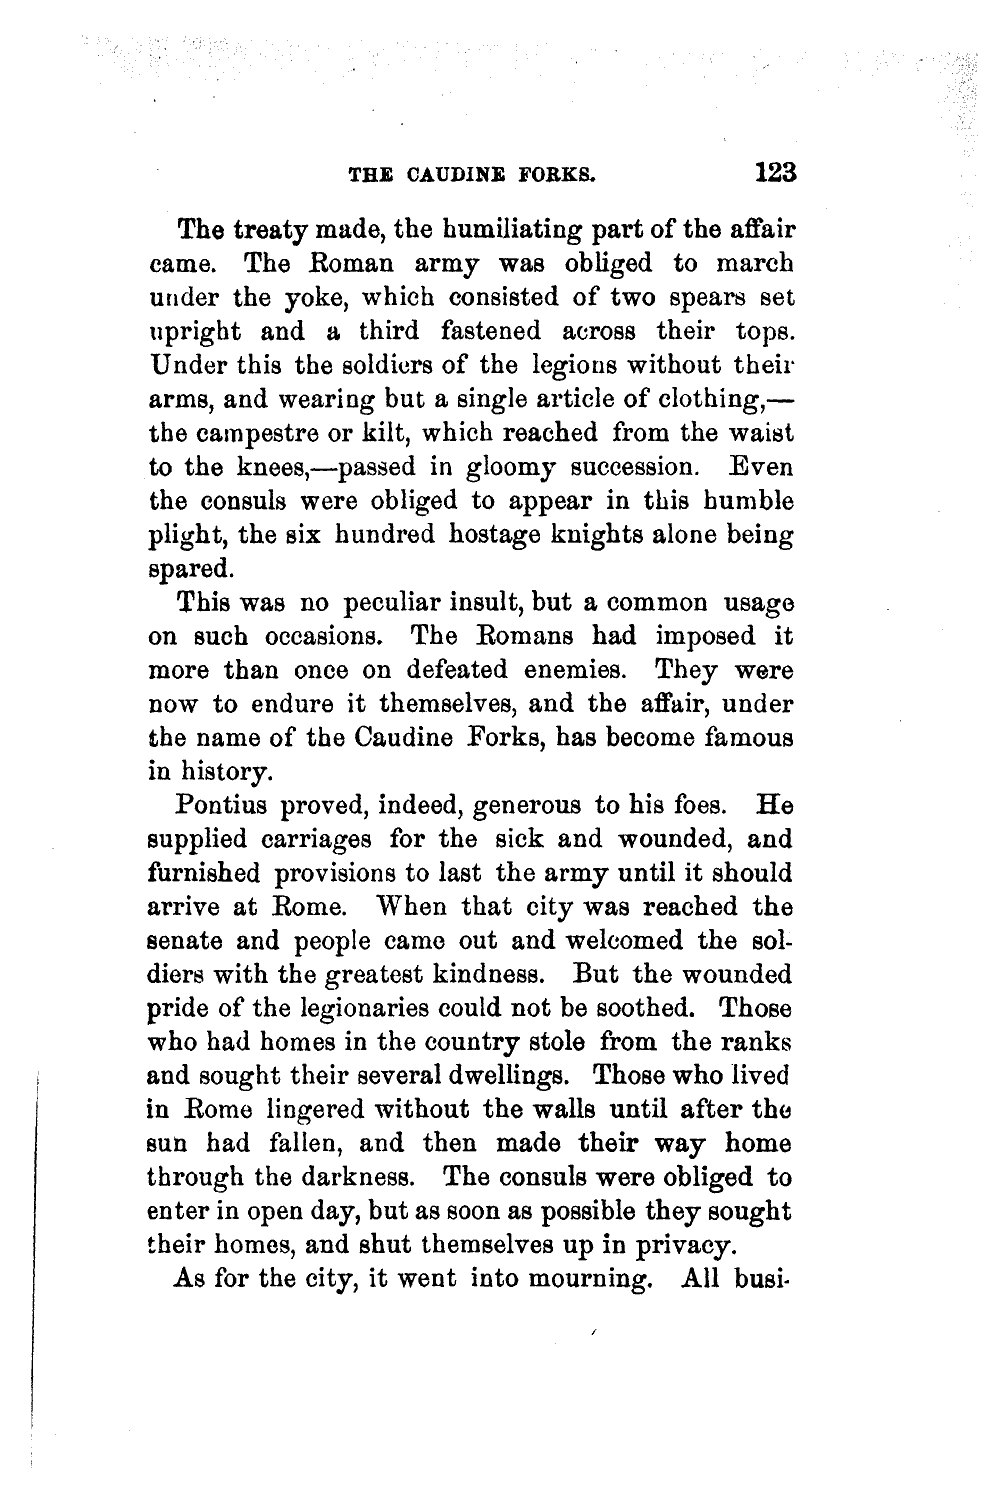 THE CAUDINE FORKS. 123
The treaty made, the humiliating part of the affair
came. The Roman army was obliged to march
under the yoke, which consisted of two spears set
upright and a third fastened across their tops.
Under this the soldiers of the legions without their
arms, and wearing but a single article of clothing,—
the campestre or kilt, which reached from the waist
to the knees,—passed in gloomy succession. Even
the consuls were obliged to appear in this humble
plight, the six hundred hostage knights alone being
spared.
This was no peculiar insult, but a common usage
on such occasions. The Romans had imposed it
more than once on defeated enemies. They were
now to endure it themselves, and the affair, under
the name of the Caudine Forks, has become famous
in history.
Pontius proved, indeed, generous to his foes. He
supplied carriages for the sick and wounded, and
furnished provisions to last the army until it should
arrive at Rome. When that city was reached the
senate and people came out and welcomed the sol-
diers with the greatest kindness. But the wounded
pride of the legionaries could not be soothed. Those
who had homes in the country stole from the ranks
and sought their several dwellings. Those who lived
in Rome lingered without the walls until after the
sun had fallen, and then made their way home
through the darkness. The consuls were obliged to
enter in open day, but as soon as possible they sought
their homes, and shut themselves up in privacy.
As for the city, it went into mourning. All busi-